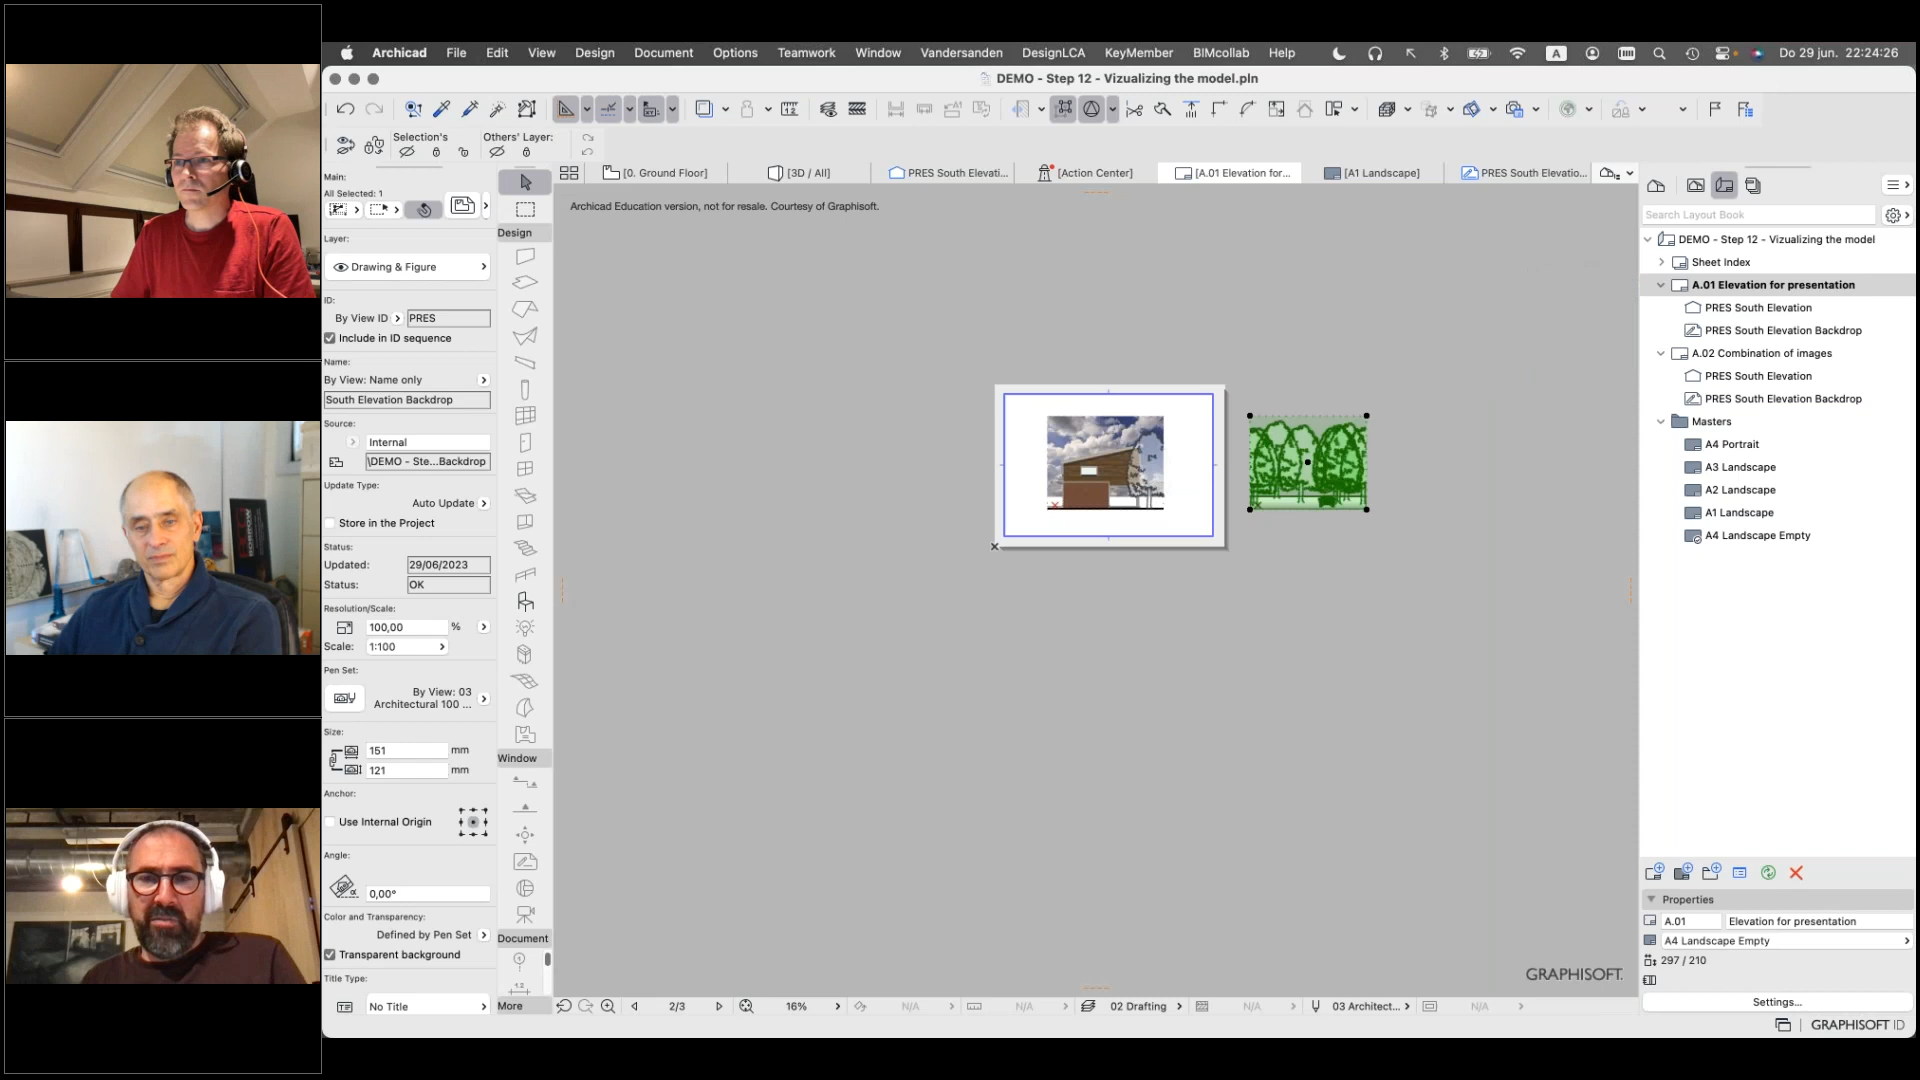 Archicad File Edit View Design Document Options Teamwork Window Vandersanden DesignLCA KeyMember BIMcollab Help A Do 29 jun. 22:24:26
DEMO - Step 12 - Vizualizing the model.pln
Selection's Others' Layer:
Main:
All Selected: 1
Layer:
Drawing & Figure
ID:
By View ID PRES
Include in ID sequence
Name:
By View: Name only
South Elevation Backdrop
Source:
Internal
\DEMO - Ste...Backdrop
Update Type:
Auto Update
Store in the Project
Status:
Updated: 29/06/2023
Status: OK
Resolution/Scale:
100,00 %
Scale: 1:100
Pen Set:
By View: 03
Architectural 100 ...
Size:
151 mm
121 mm
Anchor:
Use Internal Origin
Angle:
0,00°
Color and Transparency:
Defined by Pen Set
Transparent background
Title Type:
No Title
Design
Window
Document
1.2
More
[0. Ground Floor] [3D / All] PRES South Elevati... [Action Center] [A.01 Elevation for... [A1 Landscape] PRES South Elevatio...
Archicad Education version, not for resale. Courtesy of Graphisoft.
GRAPHISOFT.
2/3 16% N/A N/A 02 Drafting N/A 03 Architect... N/A
Search Layout Book
DEMO - Step 12 - Vizualizing the model
Sheet Index
A.01 Elevation for presentation
PRES South Elevation
PRES South Elevation Backdrop
A.02 Combination of images
PRES South Elevation
PRES South Elevation Backdrop
Masters
A4 Portrait
A3 Landscape
A2 Landscape
A1 Landscape
A4 Landscape Empty
Properties
A.01 Elevation for presentation
A4 Landscape Empty
297 / 210
Settings...
GRAPHISOFT ID